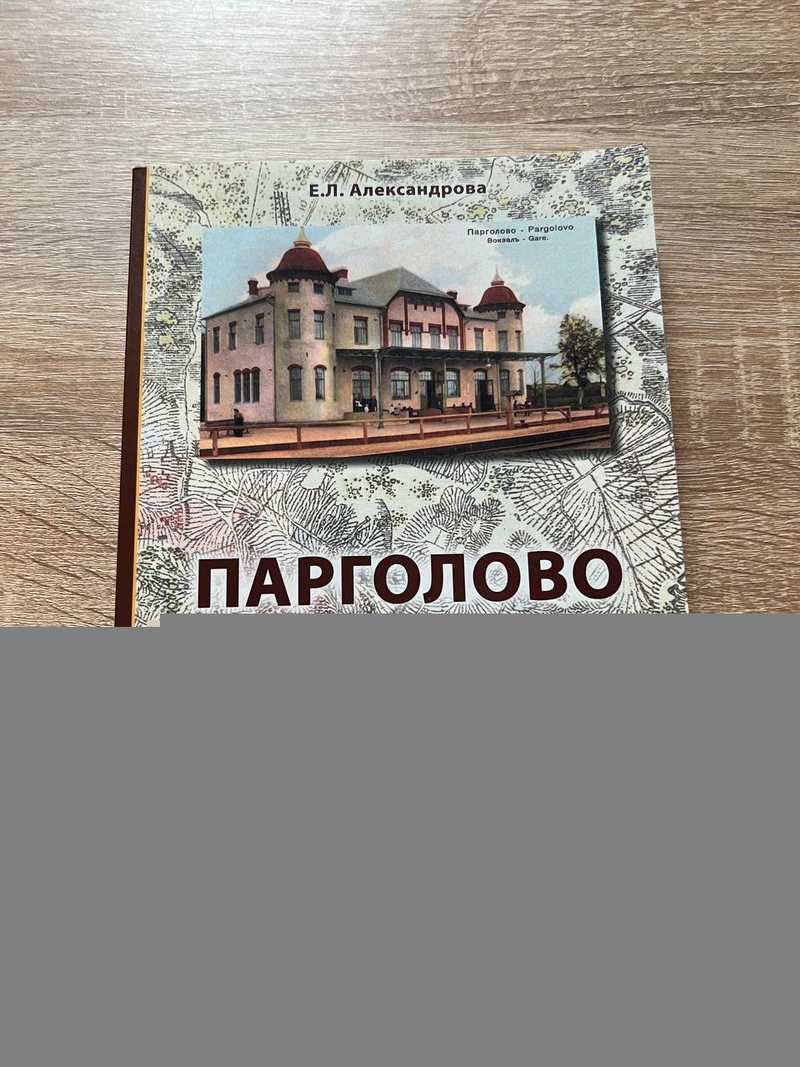 Е.Л. Александрова
Парголово - Pargolovo
Вокзалъ - Gare.
ПАРГОЛОВО